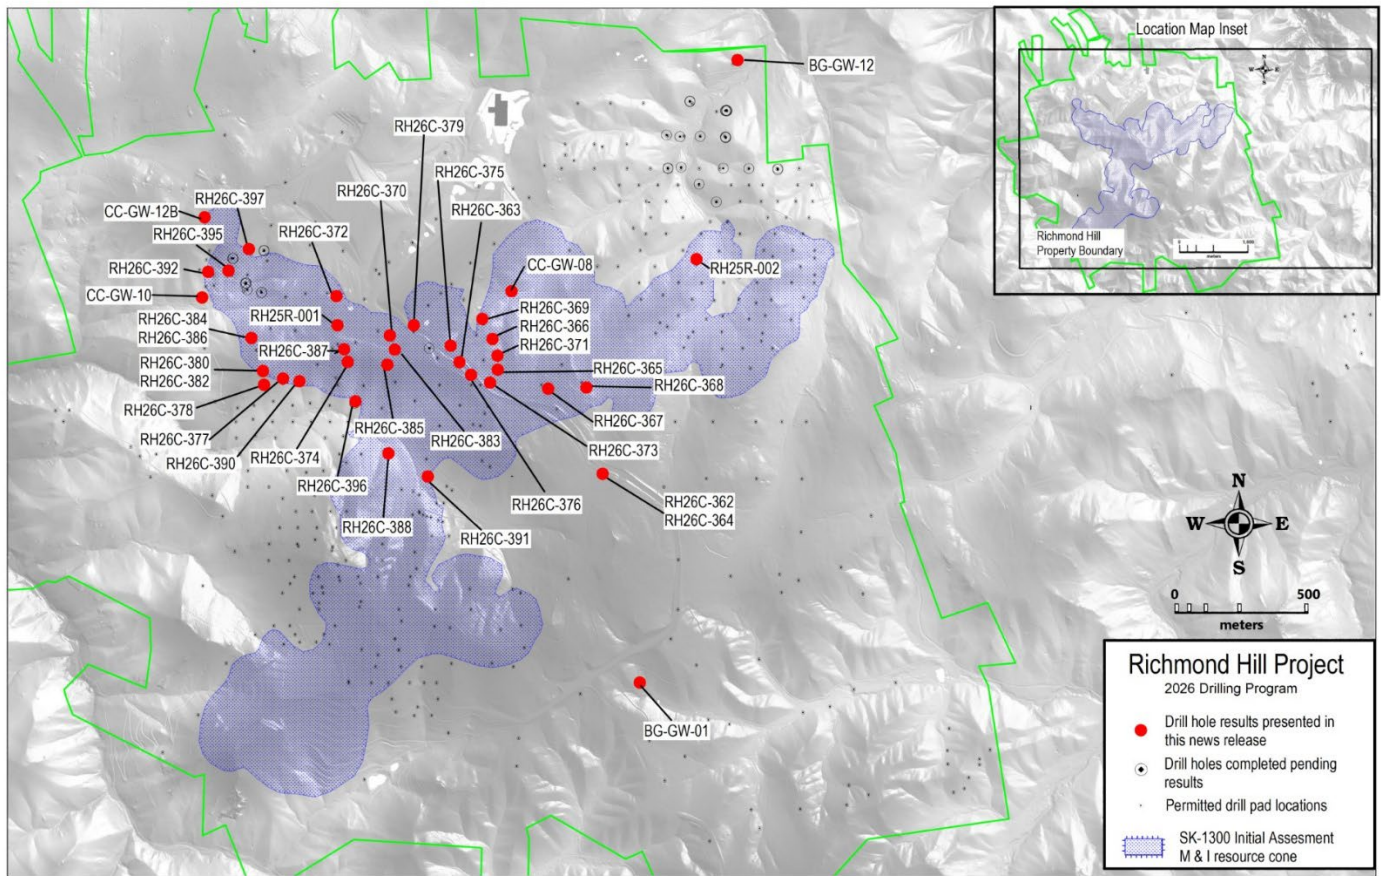 BG-GW-12
RH26C-379
RH26C-375
RH26C-370
RH26C-363
RH26C-397
CC-GW-12B
RH26C-395
RH26C-372
RH26C-392
CC-GW-08
RH25R-002
CC-GW-10
RH26C-369
RH26C-384
RH25R-001
RH26C-366
RH26C-386
RH26C-387
RH26C-371
RH26C-380
RH26C-365
RH26C-382
RH26C-368
RH26C-378
RH26C-367
RH26C-385
RH26C-377
RH26C-383
RH26C-373
RH26C-390
RH26C-374
RH26C-396
RH26C-376
RH26C-362
RH26C-364
RH26C-388
RH26C-391
BG-GW-01
Location Map Inset
N
W E
S
Richmond Hill
Property Boundary
meters
N
W E
S
0 500
meters
Richmond Hill Project
2026 Drilling Program
Drill hole results presented in
this news release
Drill holes completed pending
results
Permitted drill pad locations
SK-1300 Initial Assesment
M & I resource cone